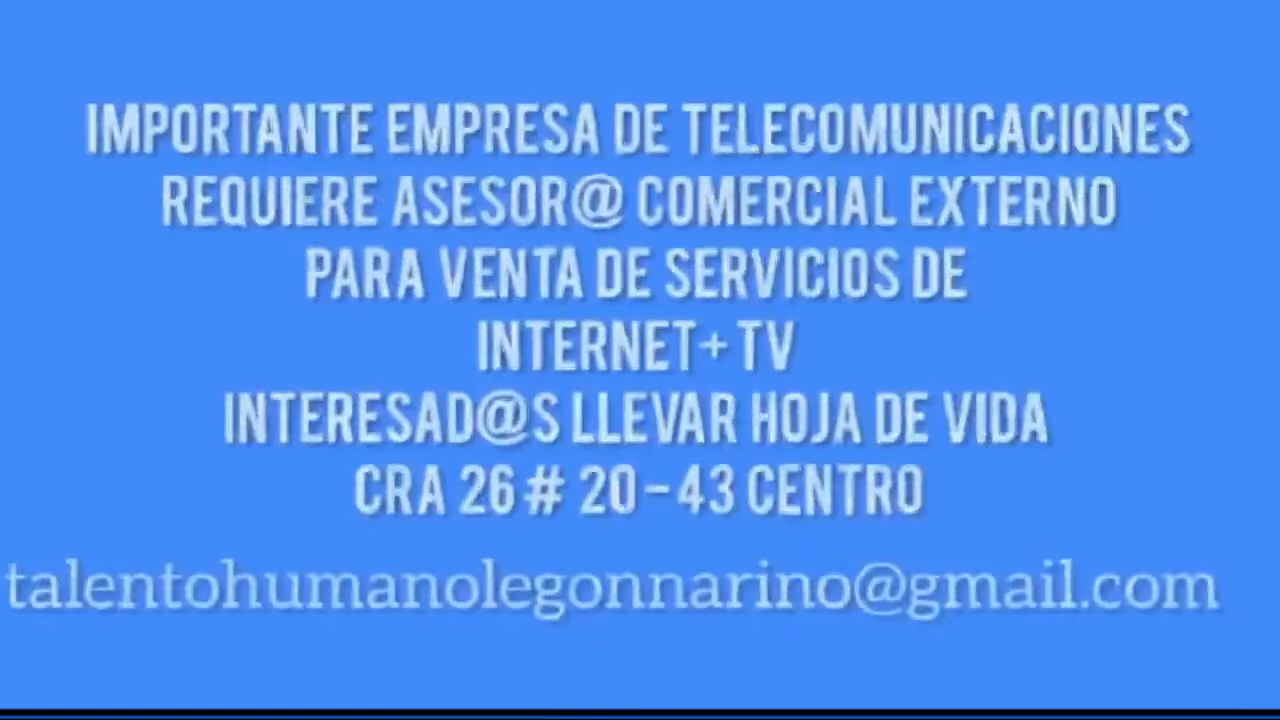 IMPORTANTE EMPRESA DE TELECOMUNICACIONES
REQUIERE ASESOR@ COMERCIAL EXTERNO
PARA VENTA DE SERVICIOS DE
INTERNET+ TV
INTERESAD@S LLEVAR HOJA DE VIDA
CRA 26 # 20 - 43 CENTRO
talentohumanolegonnarino@gmail.com